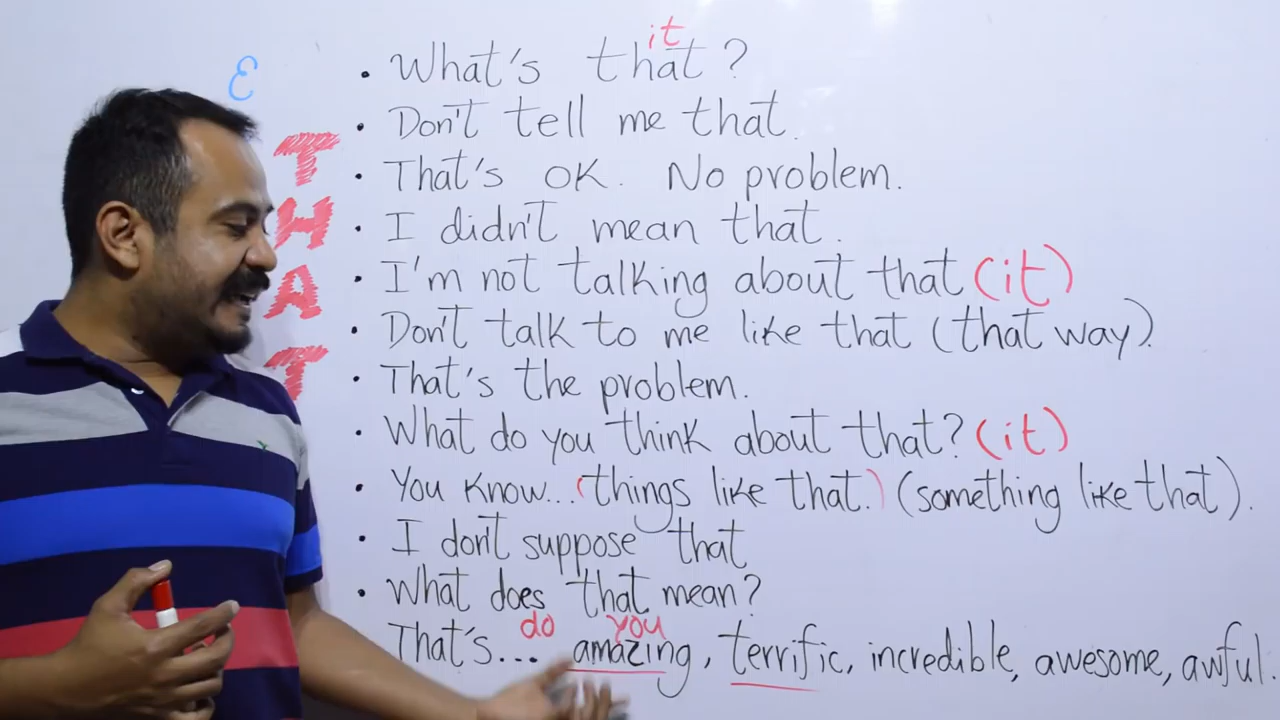 ε
THAT
it
• What's that?
• Don't tell me that.
• That's OK. No problem.
• I didn't mean that.
• I'm not talking about that (it)
• Don't talk to me like that (that way).
• That's the problem.
• What do you think about that? (it)
• You know... (things like that.) (something like that).
• I don't suppose that
• What does that mean?
do you
That's... amazing, terrific, incredible, awesome, awful.